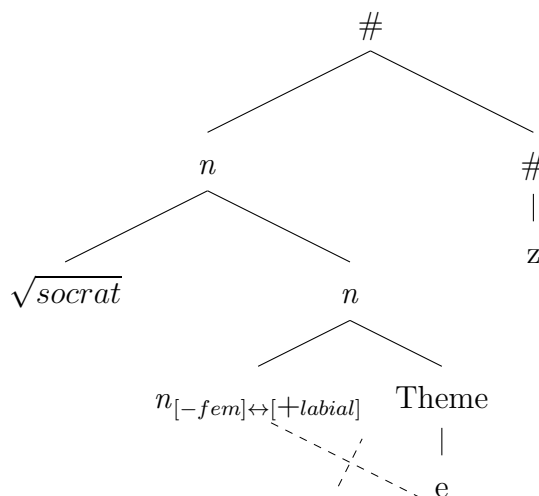 #
n #
z
√socrat n
n[−fem]↔[+labial] Theme
e